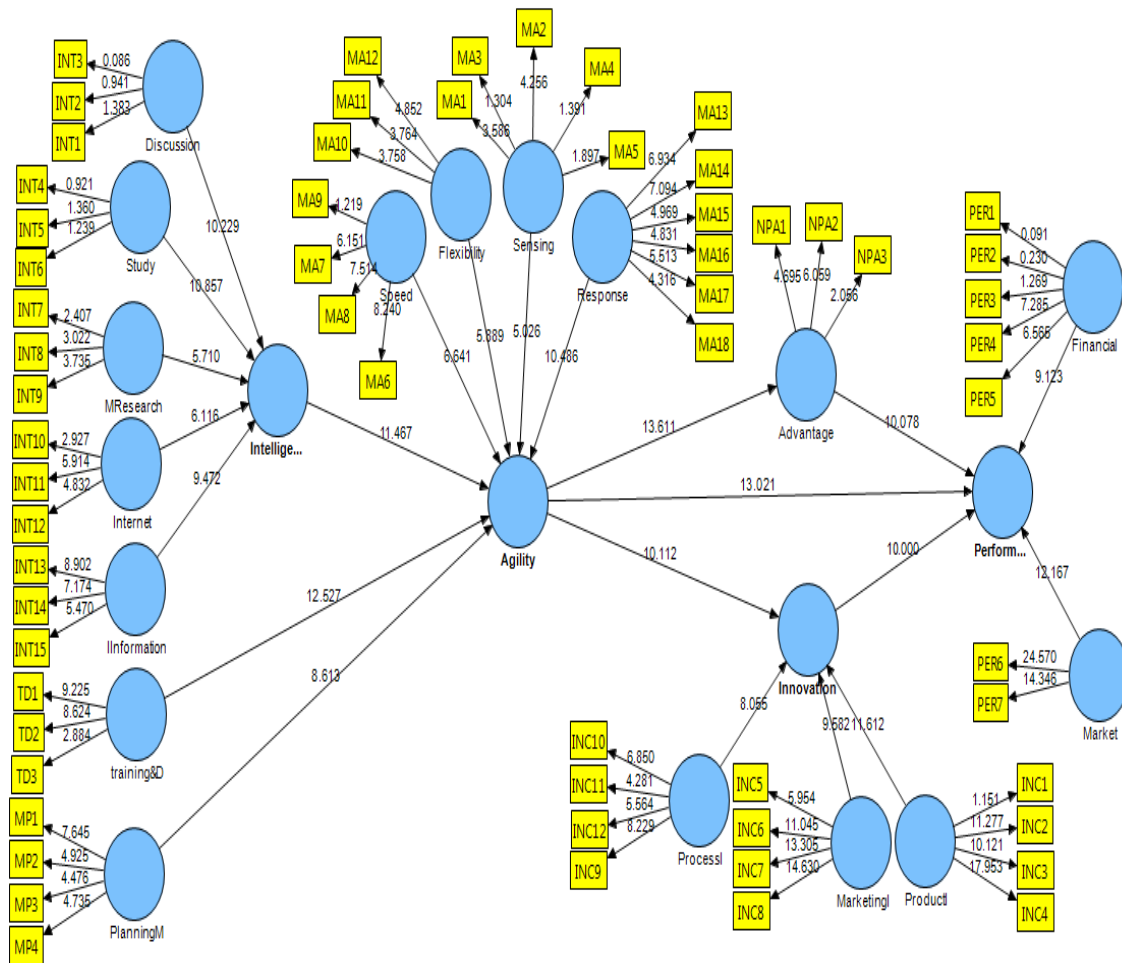 INT3
0.086
INT2
0.941
INT1
1.383
Discussion
10.229
INT4
0.921
INT5
1.360
INT6
1.239
Study
10.857
INT7
2.407
INT8
3.022
INT9
3.735
MResearch
5.710
INT10
2.927
INT11
5.914
INT12
4.832
Internet
6.116
INT13
8.902
INT14
7.174
INT15
5.470
IInformation
9.472
Intellige...
11.467
TD1
9.225
TD2
8.624
TD3
2.884
training&D
12.527
MP1
7.645
MP2
4.925
MP3
4.476
MP4
4.735
PlanningM
8.613
MA9
1.219
MA7
6.151
MA8
7.514
MA6
8.240
Speed
6.641
MA12
4.852
MA11
3.764
MA10
3.758
Flexibility
5.889
MA1
3.586
MA3
1.304
MA2
4.256
MA4
1.391
MA5
1.897
Sensing
5.026
MA13
6.934
MA14
7.094
MA15
4.969
MA16
4.831
MA17
5.513
MA18
4.316
Response
10.486
Agility
13.611
13.021
10.112
NPA1
4.695
NPA2
6.059
NPA3
2.056
Advantage
10.078
PER1
0.091
PER2
0.230
PER3
1.269
PER4
7.285
PER5
6.565
Financial
9.123
Perform...
10.000
12.167
PER6
24.570
PER7
14.346
Market
Innovation
8.055
9.582
11.612
INC10
6.850
INC11
4.281
INC12
5.564
INC9
8.229
ProcessI
INC5
5.954
INC6
11.045
INC7
13.305
INC8
14.630
MarketingI
INC1
1.151
INC2
11.277
INC3
10.121
INC4
17.953
ProductI